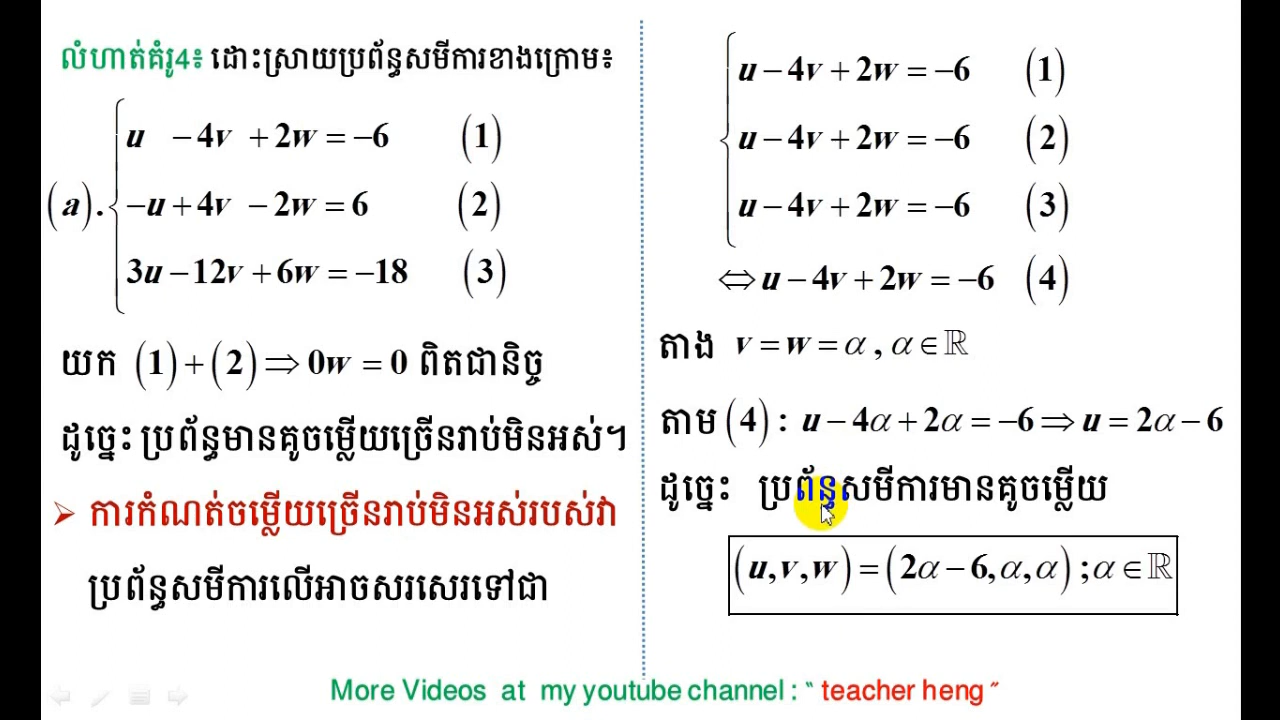 លំហាត់គំរូ4៖ ដោះស្រាយប្រព័ន្ធសមីការខាងក្រោម៖
(a). { u − 4v + 2w = −6 (1)
−u + 4v − 2w = 6 (2)
3u − 12v + 6w = −18 (3)
យក (1) + (2) ⇒ 0w = 0 ពិតជានិច្ច
ដូច្នេះ ប្រព័ន្ធមានគូចម្លើយច្រើនរាប់មិនអស់។
➢ ការកំណត់ចម្លើយច្រើនរាប់មិនអស់របស់វា
ប្រព័ន្ធសមីការលើអាចសរសេរទៅជា
{ u − 4v + 2w = −6 (1)
u − 4v + 2w = −6 (2)
u − 4v + 2w = −6 (3)
⇔ u − 4v + 2w = −6 (4)
តាង v = w = α , α ∈ ℝ
តាម (4) : u − 4α + 2α = −6 ⇒ u = 2α − 6
ដូច្នេះ ប្រព័ន្ធសមីការមានគូចម្លើយ
(u,v,w) = (2α − 6, α, α) ; α ∈ ℝ
More Videos at my youtube channel : “ teacher heng ”